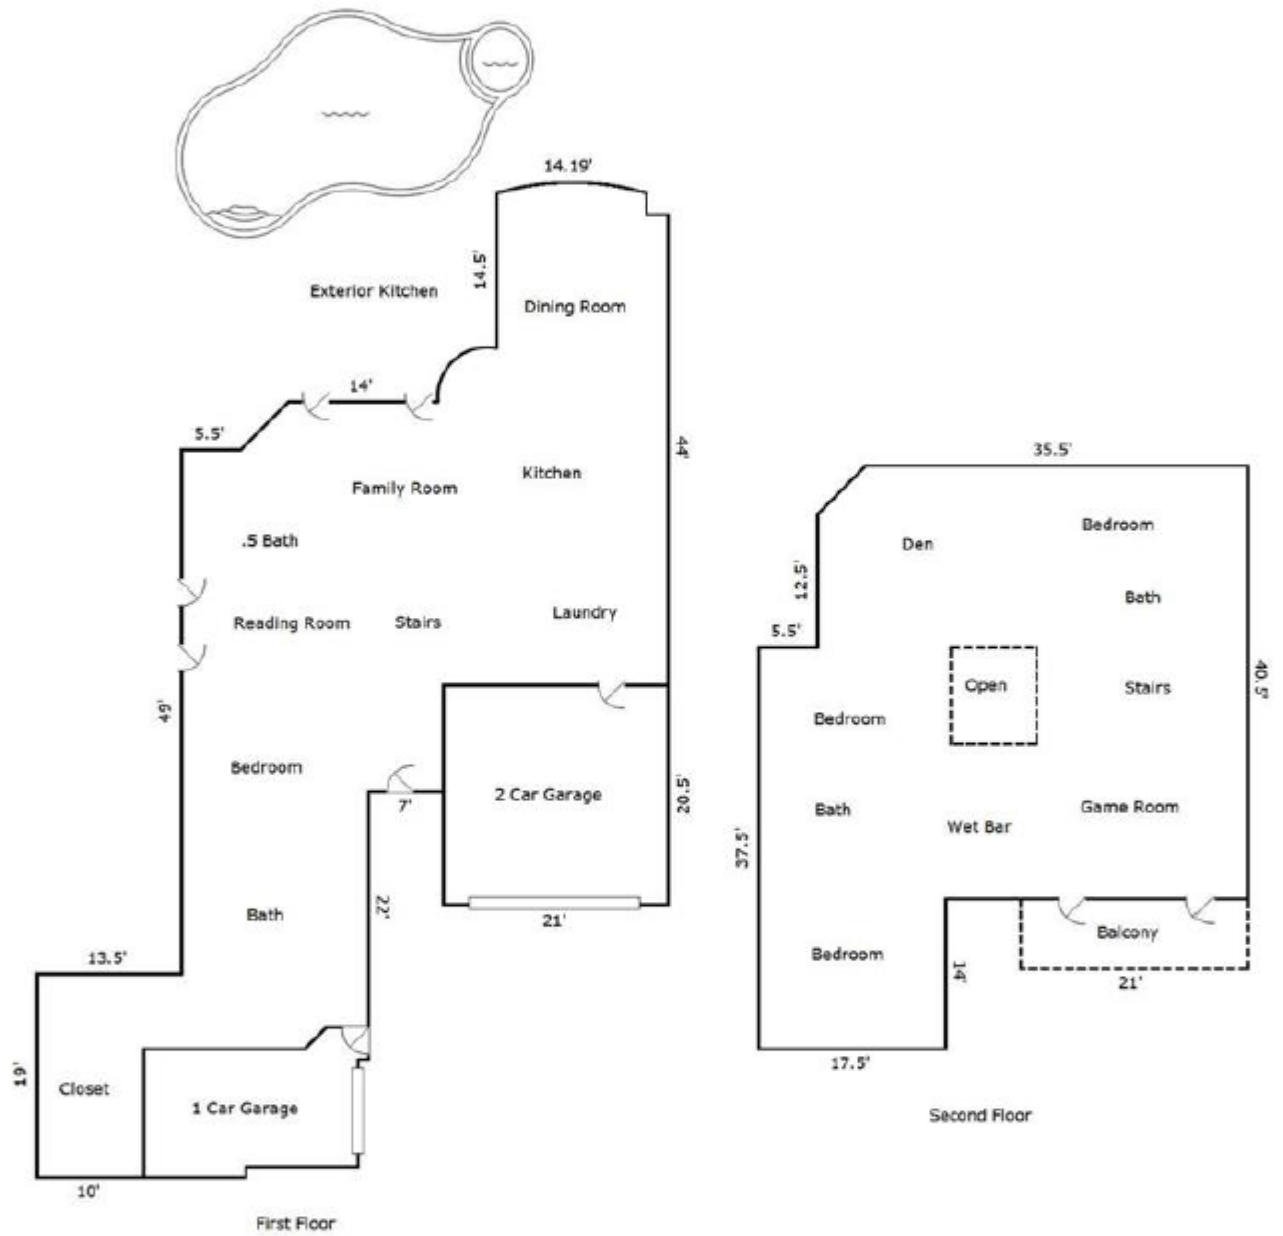 14.19'
14.5'
Exterior Kitchen
Dining Room
14'
5.5'
44'
Family Room
Kitchen
.5 Bath
Reading Room
Stairs
Laundry
49'
Bedroom
2 Car Garage
20.5'
7'
22'
21'
Bath
13.5'
19'
Closet
1 Car Garage
10'
First Floor
35.5'
Bedroom
Den
12.5'
Bath
5.5'
Open
Stairs
40.5'
Bedroom
Bath
Wet Bar
Game Room
37.5'
Balcony
Bedroom
14'
21'
17.5'
Second Floor